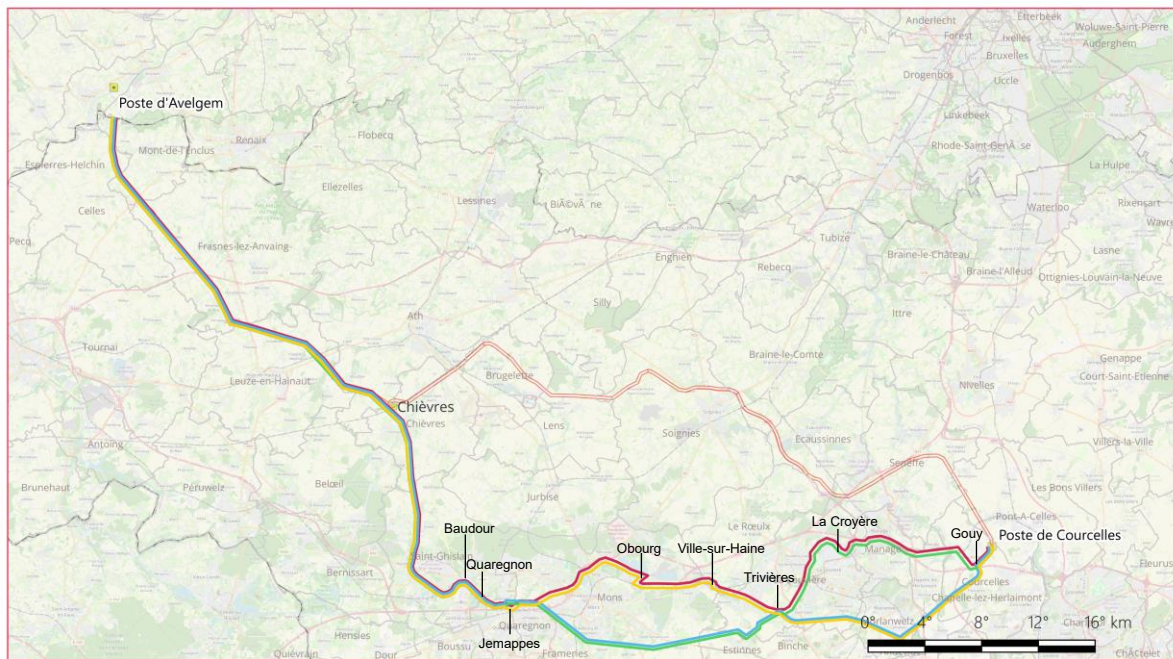 Anderlecht
Etterbeek
Woluwe-Saint-Pierre
Forest
Ixelles
Auderghem
Bruxelles
Drogenbos
Uccle
Linkebeek
Poste d'Avelgem
Renaix
Flobecq
Rhode-Saint-GenÃ¨se
Mont-de-l'Enclus
La Hulpe
Espierres-Helchin
Ellezelles
Celles
Lessines
BiÃ©vÃ¨ne
Waterloo
Rixensart
Pecq
Frasnes-lez-Anvaing
Tubize
Lasne
Enghien
Rebecq
Braine-le-Château
Braine-l'Alleud
Ottignies-Louvain-la-Neuve
Silly
Ath
Ittre
Tournai
Braine-le-Comte
Genappe
Leuze-en-Hainaut
Brugelette
Nivelles
Court-Saint-Etienne
Chièvres
Chièvres
Lens
Soignies
Ecaussinnes
Villers-la-Ville
Antoing
Seneffe
Brunehaut
Péruwelz
Belœil
Les Bons Villers
Jurbise
Pont-A-Celles
Baudour
Le Rœulx
La Croyère
Gouy
Poste de Courcelles
Saint-Ghislain
Obourg
Ville-sur-Haine
Manage
Quaregnon
Fleurus
Bernissart
Trivières
Courcelles
Mons
Chapelle-lez-Herlaimont
Quaregnon
Jemappes
Hensies
Boussu
Frameries
Estinnes
Binche
Quiévrain
Dour
ChÃ¢telet
0° 4° 8° 12° 16° km